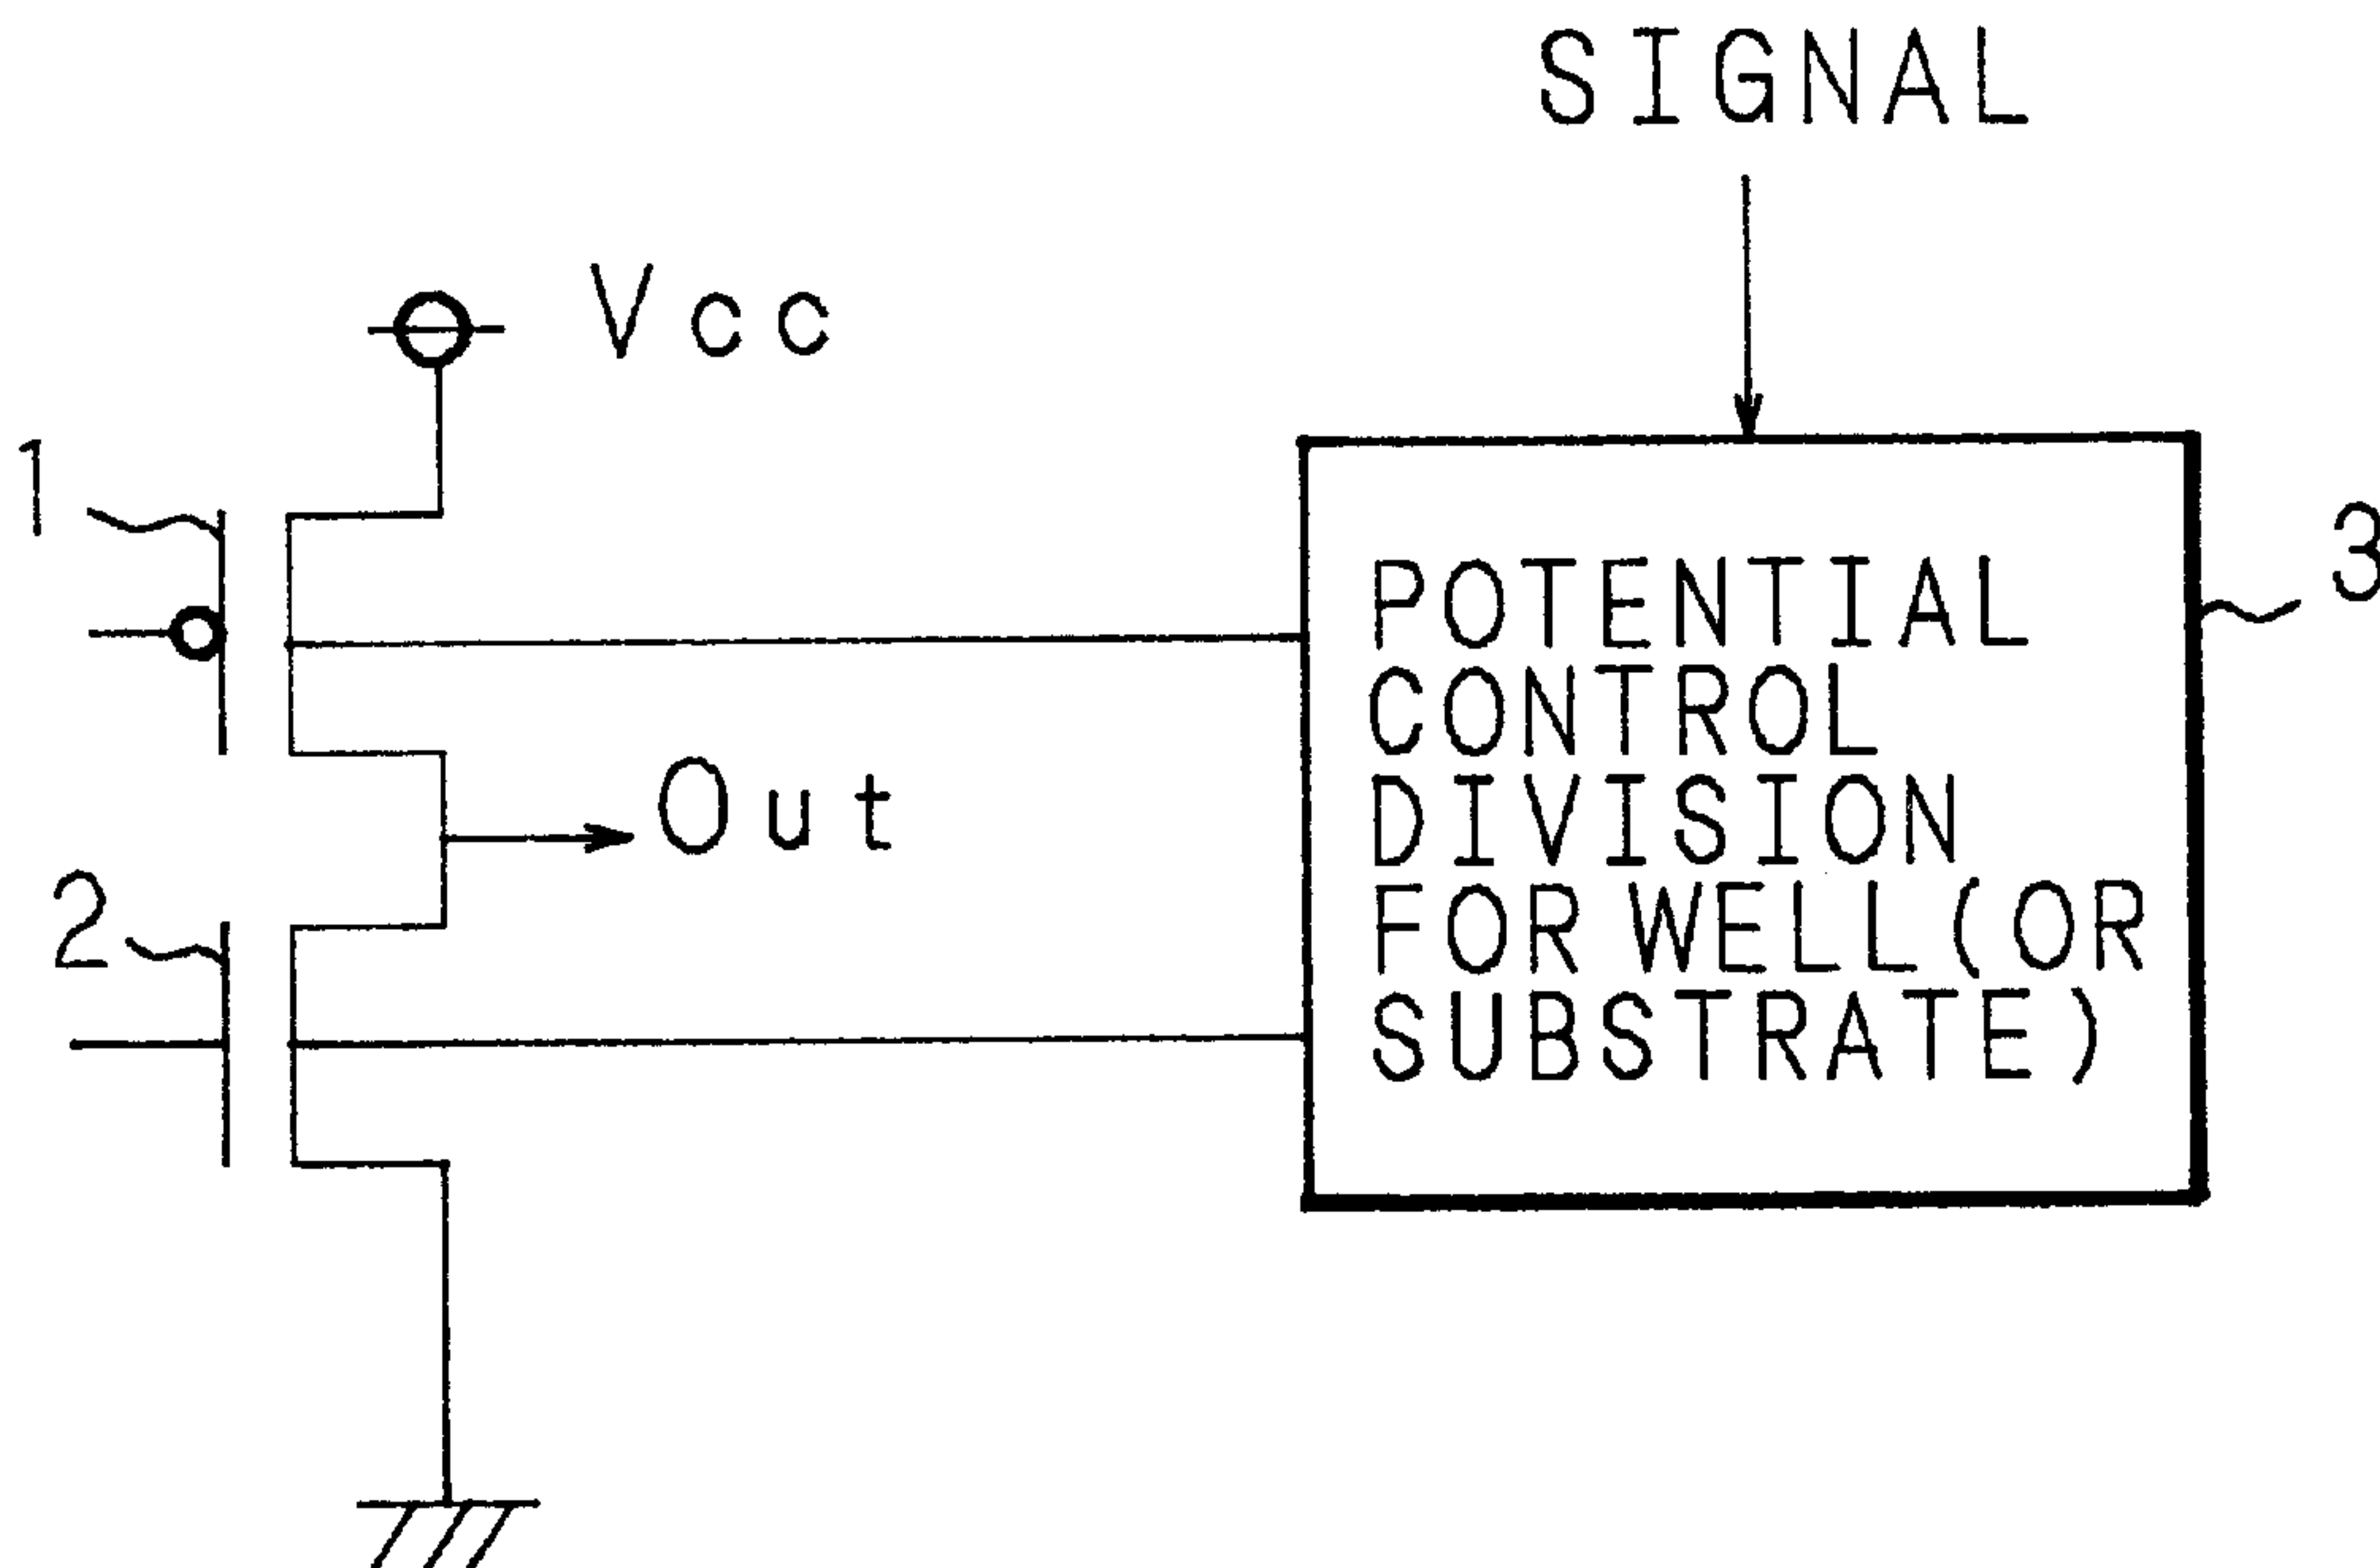 SIGNAL
Vcc
1
3
POTENTIAL
CONTROL
DIVISION
FOR WELL(OR
SUBSTRATE)
Out
2